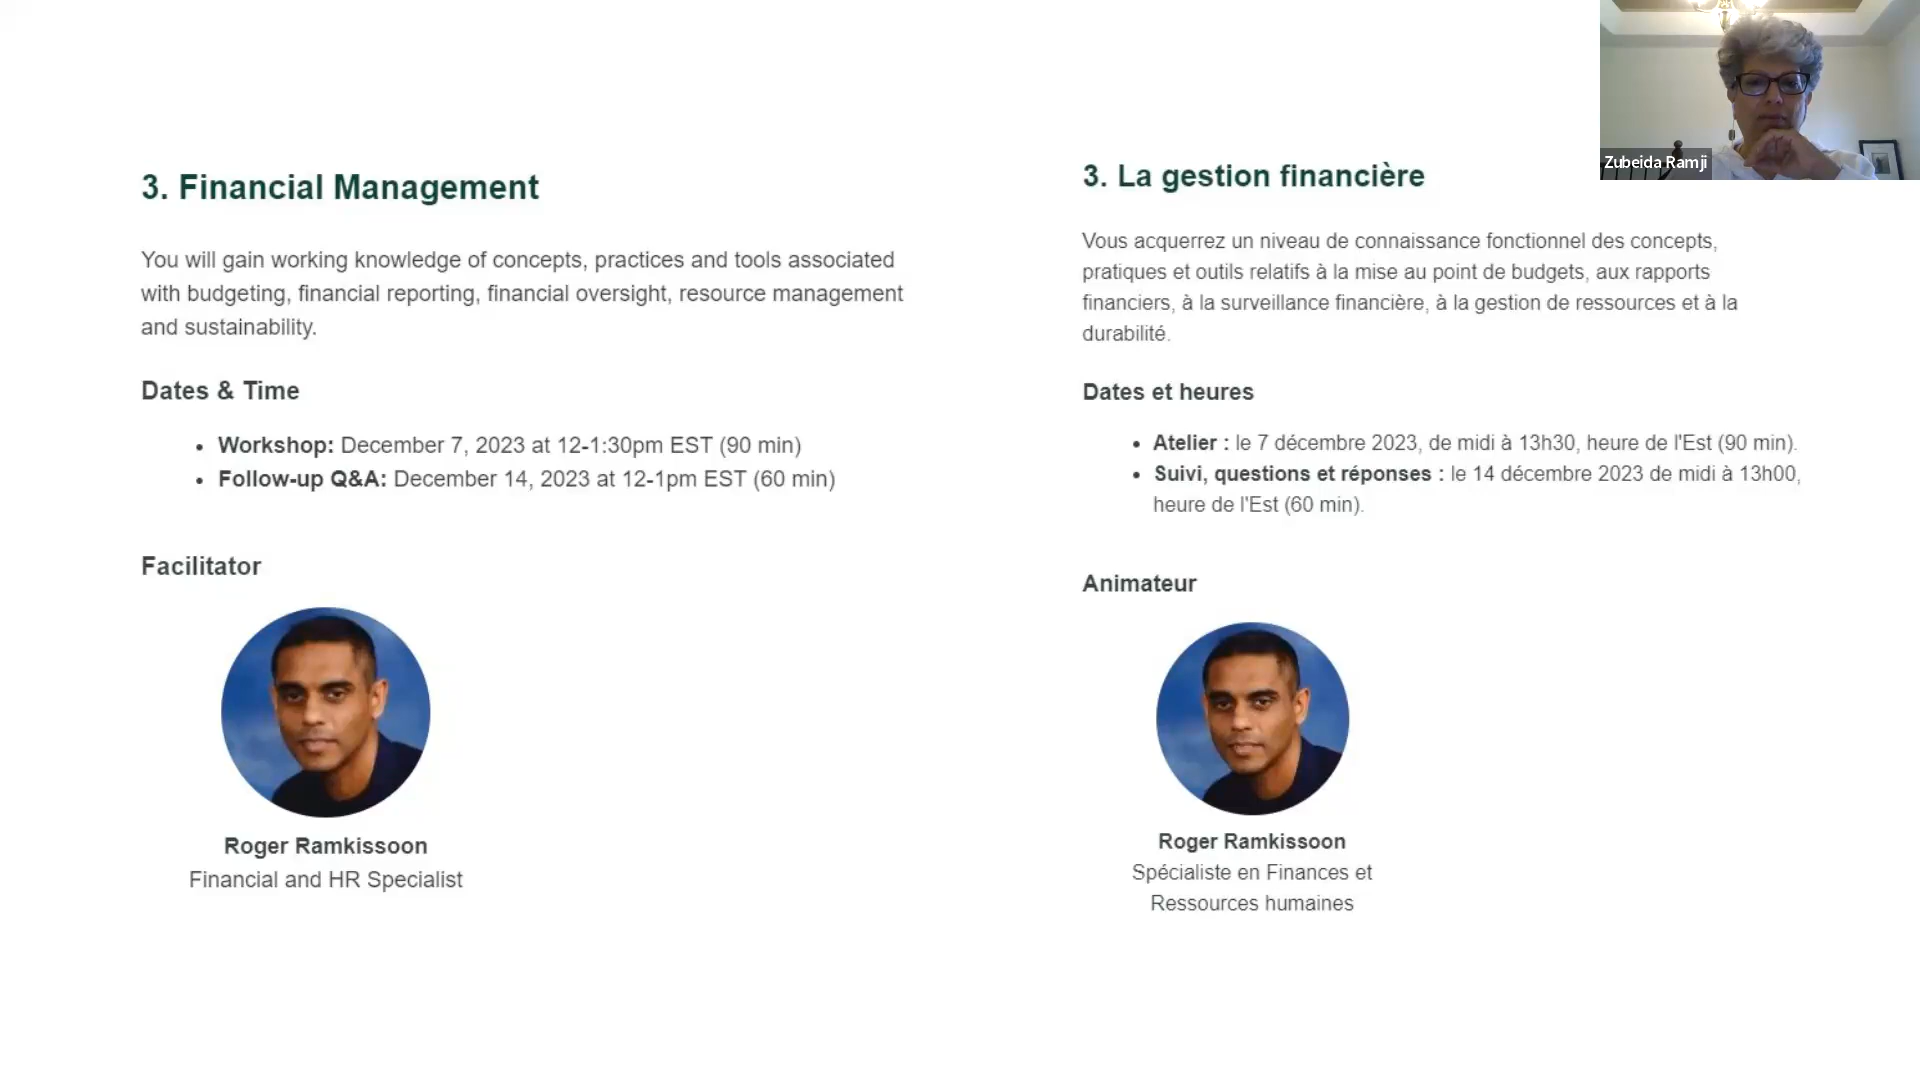 3. Financial Management
You will gain working knowledge of concepts, practices and tools associated
with budgeting, financial reporting, financial oversight, resource management
and sustainability.
Dates & Time
• Workshop: December 7, 2023 at 12-1:30pm EST (90 min)
• Follow-up Q&A: December 14, 2023 at 12-1pm EST (60 min)
Facilitator
Roger Ramkissoon
Financial and HR Specialist
3. La gestion financière
Vous acquerrez un niveau de connaissance fonctionnel des concepts,
pratiques et outils relatifs à la mise au point de budgets, aux rapports
financiers, à la surveillance financière, à la gestion de ressources et à la
durabilité.
Dates et heures
• Atelier : le 7 décembre 2023, de midi à 13h30, heure de l'Est (90 min).
• Suivi, questions et réponses : le 14 décembre 2023 de midi à 13h00,
heure de l'Est (60 min).
Animateur
Roger Ramkissoon
Spécialiste en Finances et
Ressources humaines
Zubeida Ramji